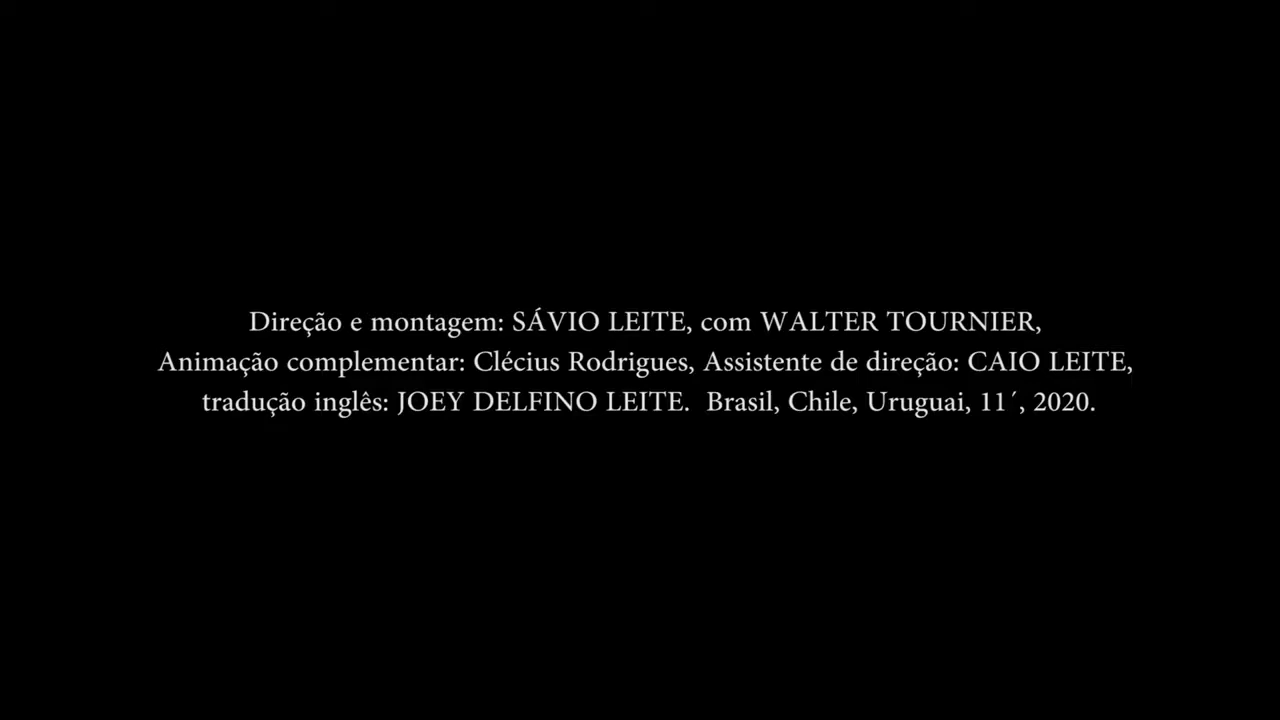 Direção e montagem: SÁVIO LEITE, com WALTER TOURNIER,
Animação complementar: Clécius Rodrigues, Assistente de direção: CAIO LEITE,
tradução inglês: JOEY DELFINO LEITE.  Brasil, Chile, Uruguai, 11´, 2020.